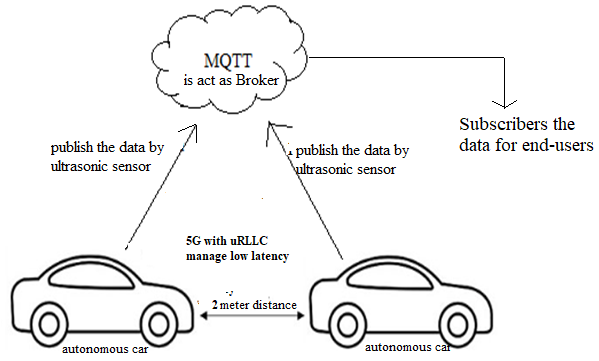 MQTT
is act as Broker
publish the data by
ultrasonic sensor
publish the data by
ultrasonic sensor
Subscribers the
data for end-users
5G with uRLLC
manage low latency
2 meter distance
autonomous car
autonomous car